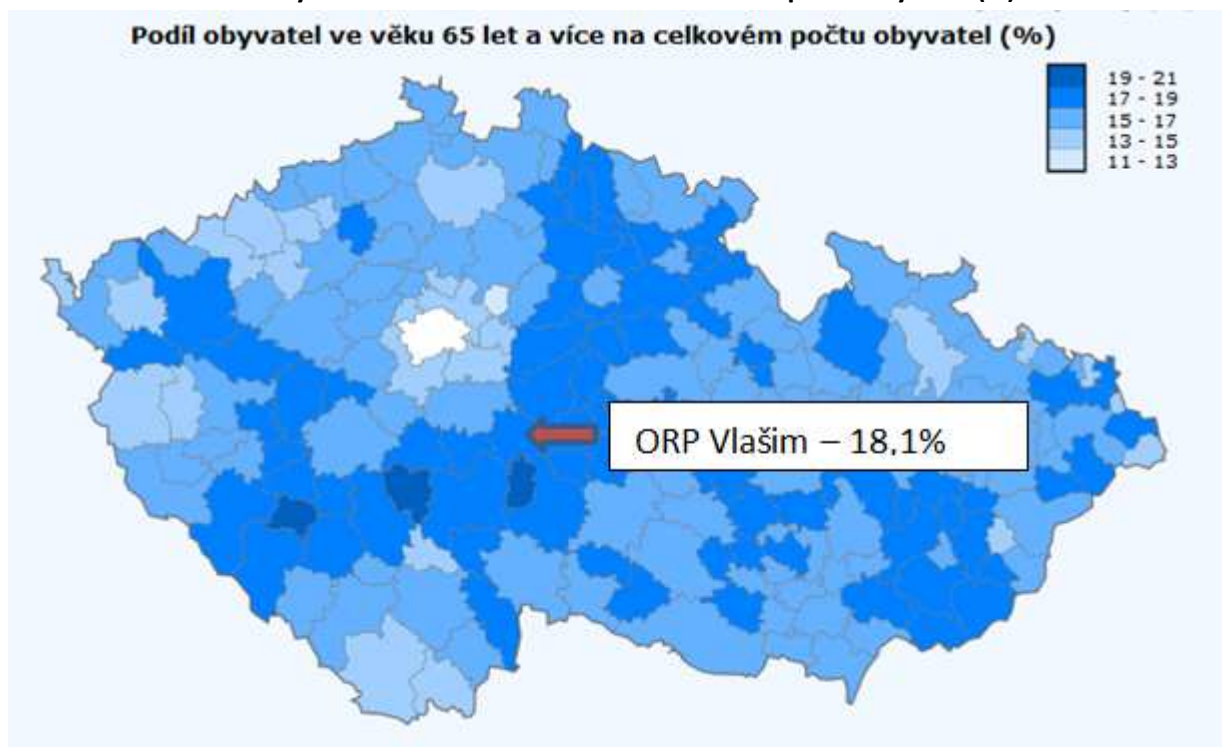 Podíl obyvatel ve věku 65 let a více na celkovém počtu obyvatel (%)
19 - 21
17 - 19
15 - 17
13 - 15
11 - 13
ORP Vlašim – 18,1%